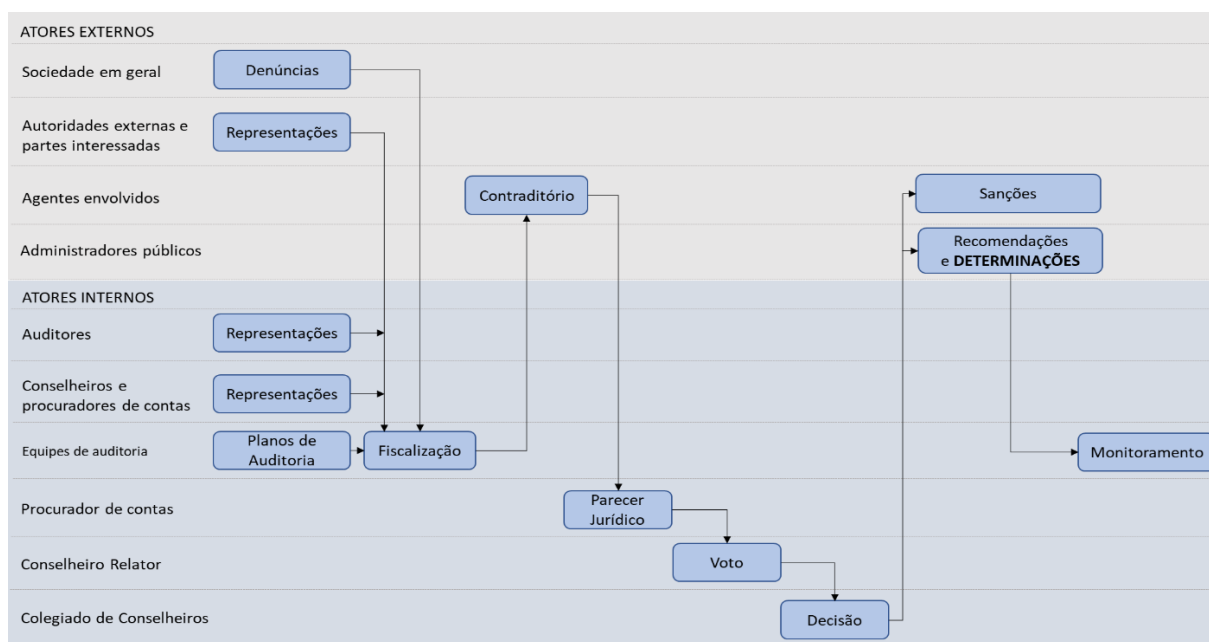 ATORES EXTERNOS
Sociedade em geral
Denúncias
Autoridades externas e
partes interessadas
Representações
Agentes envolvidos
Contraditório
Sanções
Administradores públicos
Recomendações
e DETERMINAÇÕES
ATORES INTERNOS
Auditores
Representações
Conselheiros e
procuradores de contas
Representações
Equipes de auditoria
Planos de
Auditoria
Fiscalização
Monitoramento
Procurador de contas
Parecer
Jurídico
Conselheiro Relator
Voto
Colegiado de Conselheiros
Decisão